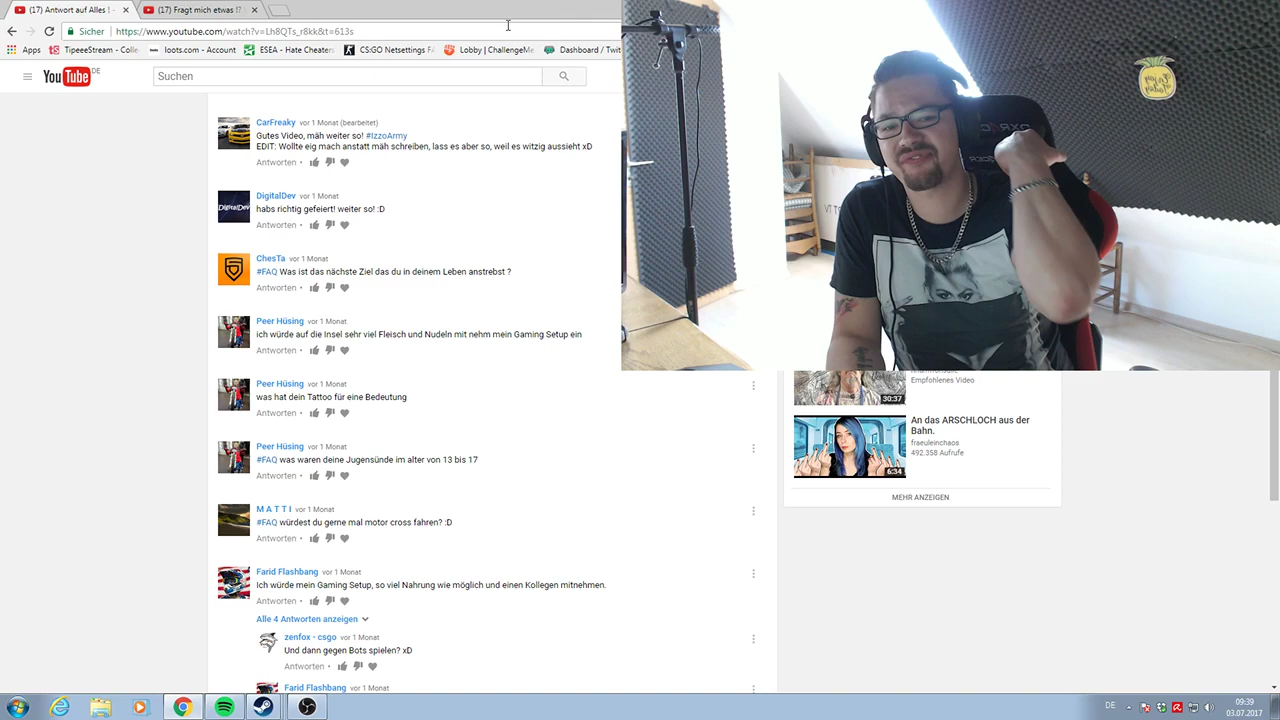 (17) Antwort auf Alles ! -
(17) Fragt mich etwas !?
Sicher
https://www.youtube.com/watch?v=Lh8QTs_r8kk&t=613s
Apps
TipeeeStream - Collect
loots.com - Account
ESEA - Hate Cheaters
CS:GO Netsettings F
Lobby | ChallengeMe
Dashboard / Twitt
YouTube DE
Suchen
Enjoy
Today
CarFreaky vor 1 Monat (bearbeitet)
Gutes Video, mäh weiter so! #IzzoArmy
EDIT: Wollte eig mach anstatt mäh schreiben, lass es aber so, weil es witzig aussieht xD
Antworten •
DigitalDev
DigitalDev vor 1 Monat
habs richtig gefeiert! weiter so! :D
Antworten •
ChesTa vor 1 Monat
#FAQ Was ist das nächste Ziel das du in deinem Leben anstrebst ?
Antworten •
Peer Hüsing vor 1 Monat
ich würde auf die Insel sehr viel Fleisch und Nudeln mit nehm mein Gaming Setup ein
Antworten •
Peer Hüsing vor 1 Monat
was hat dein Tattoo für eine Bedeutung
Antworten •
Peer Hüsing vor 1 Monat
#FAQ was waren deine Jugensünde im alter von 13 bis 17
Antworten •
M A T T I vor 1 Monat
#FAQ würdest du gerne mal motor cross fahren? :D
Antworten •
Farid Flashbang vor 1 Monat
Ich würde mein Gaming Setup, so viel Nahrung wie möglich und einen Kollegen mitnehmen.
Antworten •
Alle 4 Antworten anzeigen
zenfox - csgo vor 1 Monat
Und dann gegen Bots spielen? xD
Antworten •
Farid Flashbang vor 1 Monat
Empfohlenes Video
30:37
An das ARSCHLOCH aus der
Bahn.
fraeuleinchaos
492.358 Aufrufe
6:34
MEHR ANZEIGEN
DE
09:39
03.07.2017